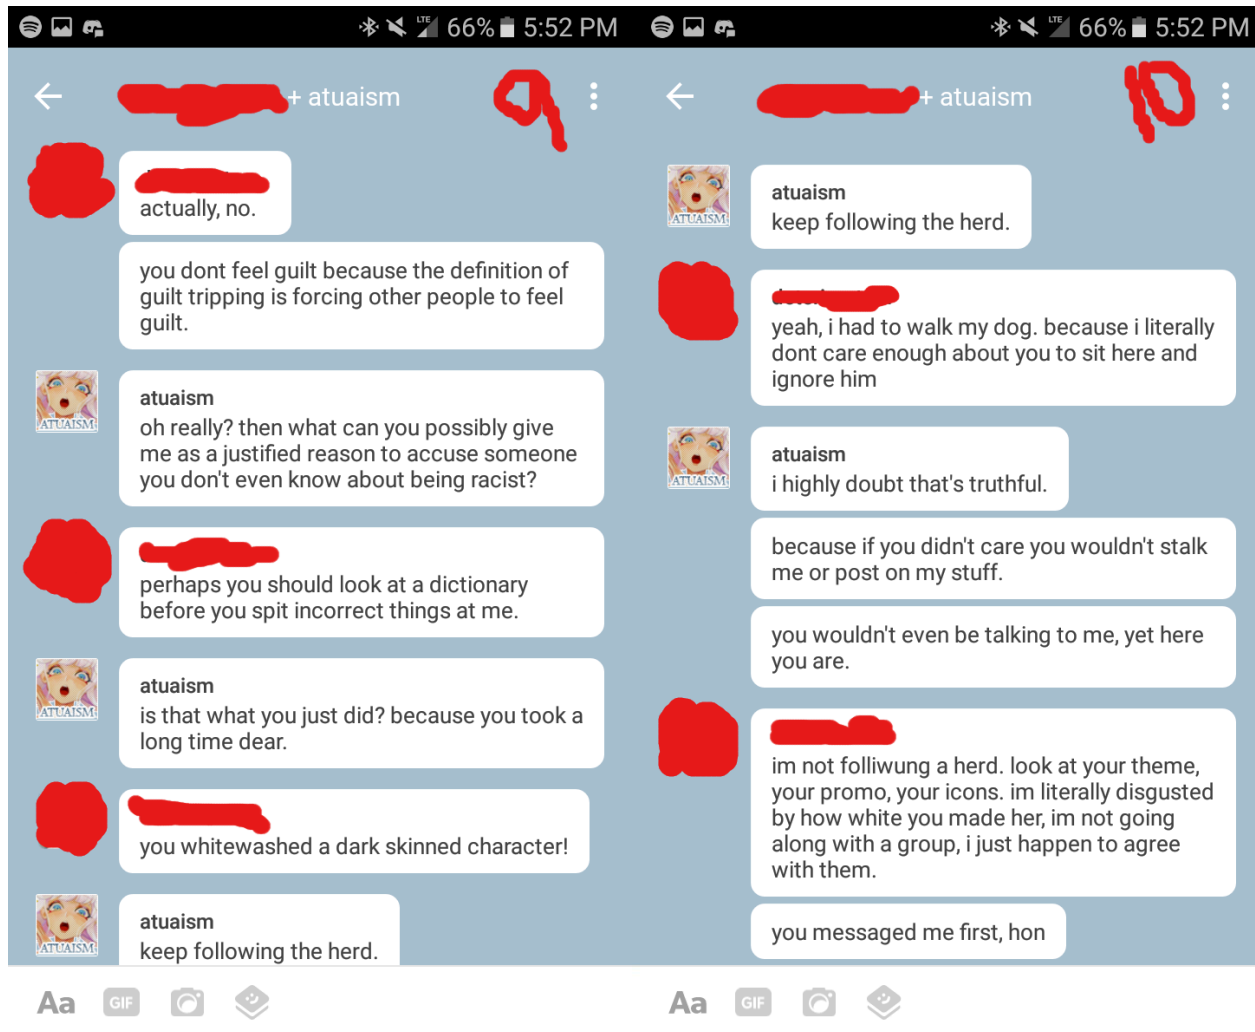 LTE 66% 5:52 PM
+ atuaism 9
actually, no.
you dont feel guilt because the definition of
guilt tripping is forcing other people to feel
guilt.
ATUAISM
atuaism
oh really? then what can you possibly give
me as a justified reason to accuse someone
you don't even know about being racist?
perhaps you should look at a dictionary
before you spit incorrect things at me.
ATUAISM
atuaism
is that what you just did? because you took a
long time dear.
you whitewashed a dark skinned character!
ATUAISM
atuaism
keep following the herd.
Aa GIF
LTE 66% 5:52 PM
+ atuaism 10
ATUAISM
atuaism
keep following the herd.
yeah, i had to walk my dog. because i literally
dont care enough about you to sit here and
ignore him
ATUAISM
atuaism
i highly doubt that's truthful.
because if you didn't care you wouldn't stalk
me or post on my stuff.
you wouldn't even be talking to me, yet here
you are.
im not folliwung a herd. look at your theme,
your promo, your icons. im literally disgusted
by how white you made her, im not going
along with a group, i just happen to agree
with them.
you messaged me first, hon
Aa GIF